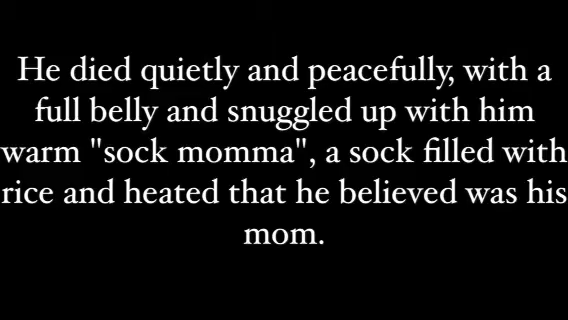 He died quietly and peacefully, with a
full belly and snuggled up with him
warm "sock momma", a sock filled with
rice and heated that he believed was his
mom.